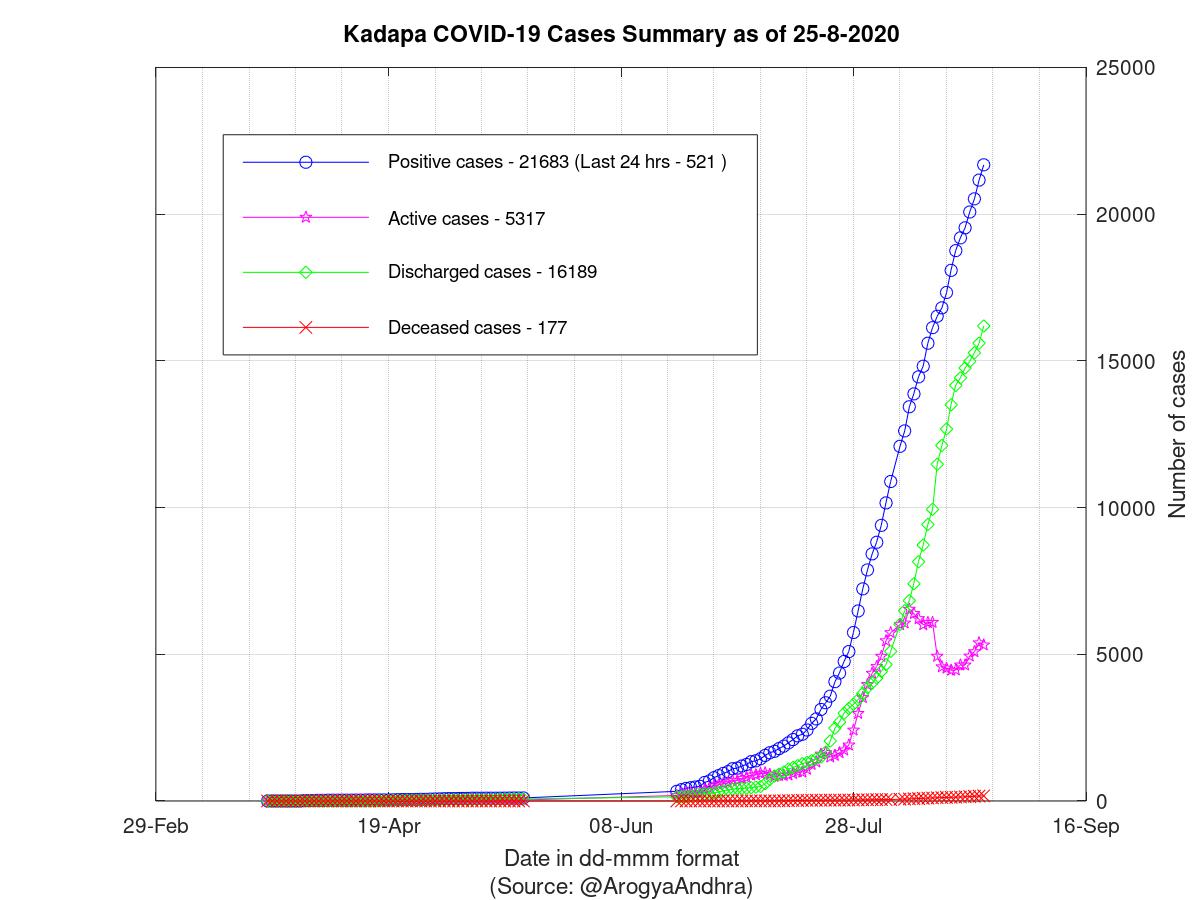 Kadapa COVID-19 Cases Summary as of 25-8-2020
25000
20000
15000
10000
5000
0
Number of cases
Positive cases - 21683 (Last 24 hrs - 521 )
Active cases - 5317
Discharged cases - 16189
Deceased cases - 177
29-Feb
19-Apr
08-Jun
28-Jul
16-Sep
Date in dd-mmm format
(Source: @ArogyaAndhra)